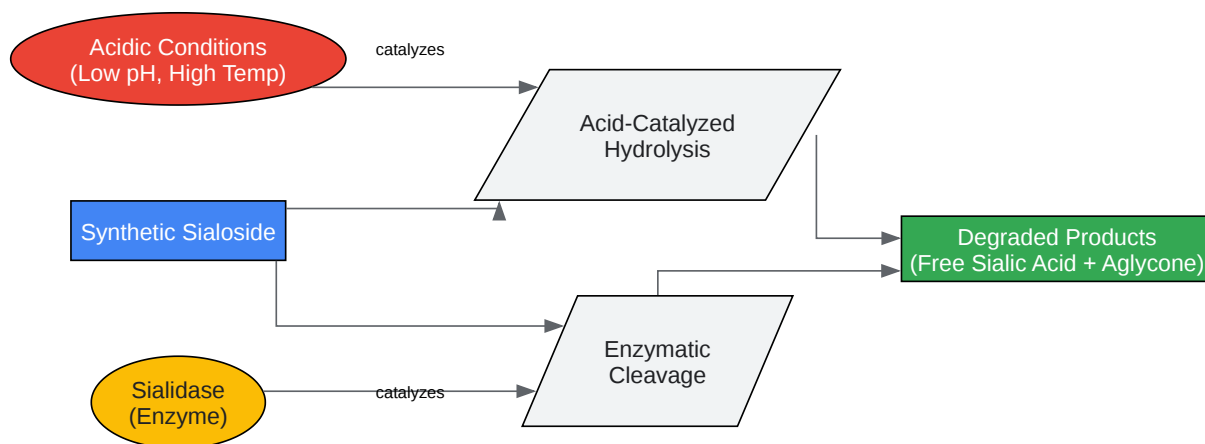 Acidic Conditions
(Low pH, High Temp)
catalyzes
Acid-Catalyzed
Hydrolysis
Synthetic Sialoside
Degraded Products
(Free Sialic Acid + Aglycone)
Enzymatic
Cleavage
Sialidase
(Enzyme)
catalyzes